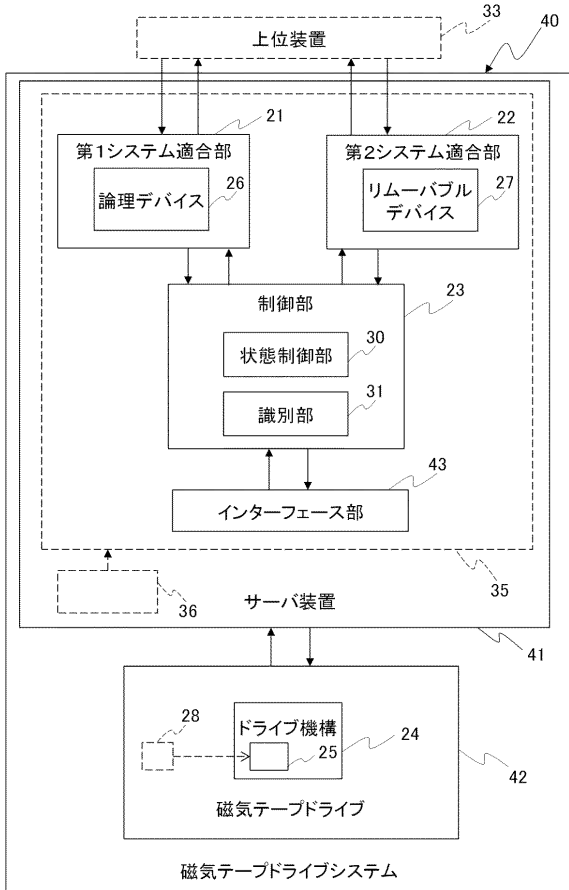 上位装置
33
40
21
22
第1システム適合部
第2システム適合部
論理デバイス
26
リムーバブル
デバイス
27
制御部
23
状態制御部
30
識別部
31
インターフェース部
43
36
サーバ装置
35
41
28
ドライブ機構
25
24
磁気テープドライブ
42
磁気テープドライブシステム